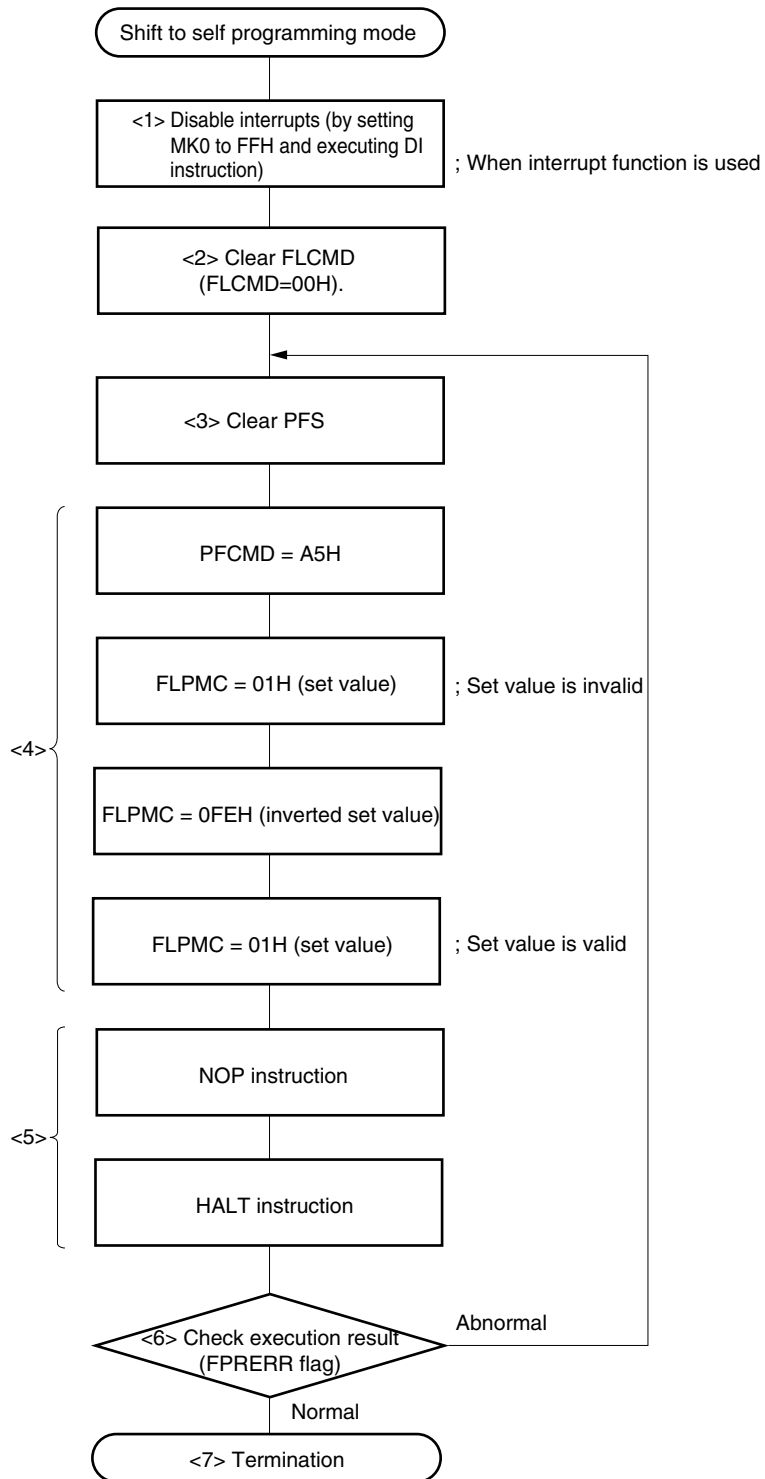 Shift to self programming mode
<1> Disable interrupts (by setting
MK0 to FFH and executing DI
instruction)
; When interrupt function is used
<2> Clear FLCMD
(FLCMD=00H).
<3> Clear PFS
PFCMD = A5H
FLPMC = 01H (set value)
; Set value is invalid
<4>
FLPMC = 0FEH (inverted set value)
FLPMC = 01H (set value)
; Set value is valid
NOP instruction
<5>
HALT instruction
<6> Check execution result
(FPRERR flag)
Abnormal
Normal
<7> Termination